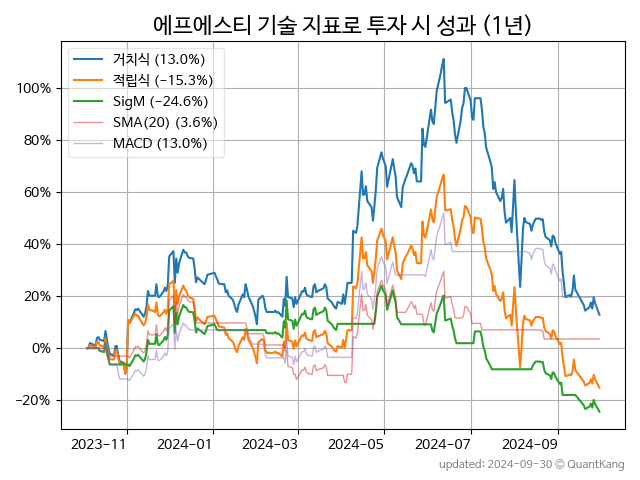 에프에스티 기술 지표로 투자 시 성과 (1년)
거치식 (13.0%)
적립식 (-15.3%)
SigM (-24.6%)
SMA(20) (3.6%)
MACD (13.0%)
100%
80%
60%
40%
20%
0%
-20%
2023-11 2024-01 2024-03 2024-05 2024-07 2024-09
updated: 2024-09-30 © QuantKang